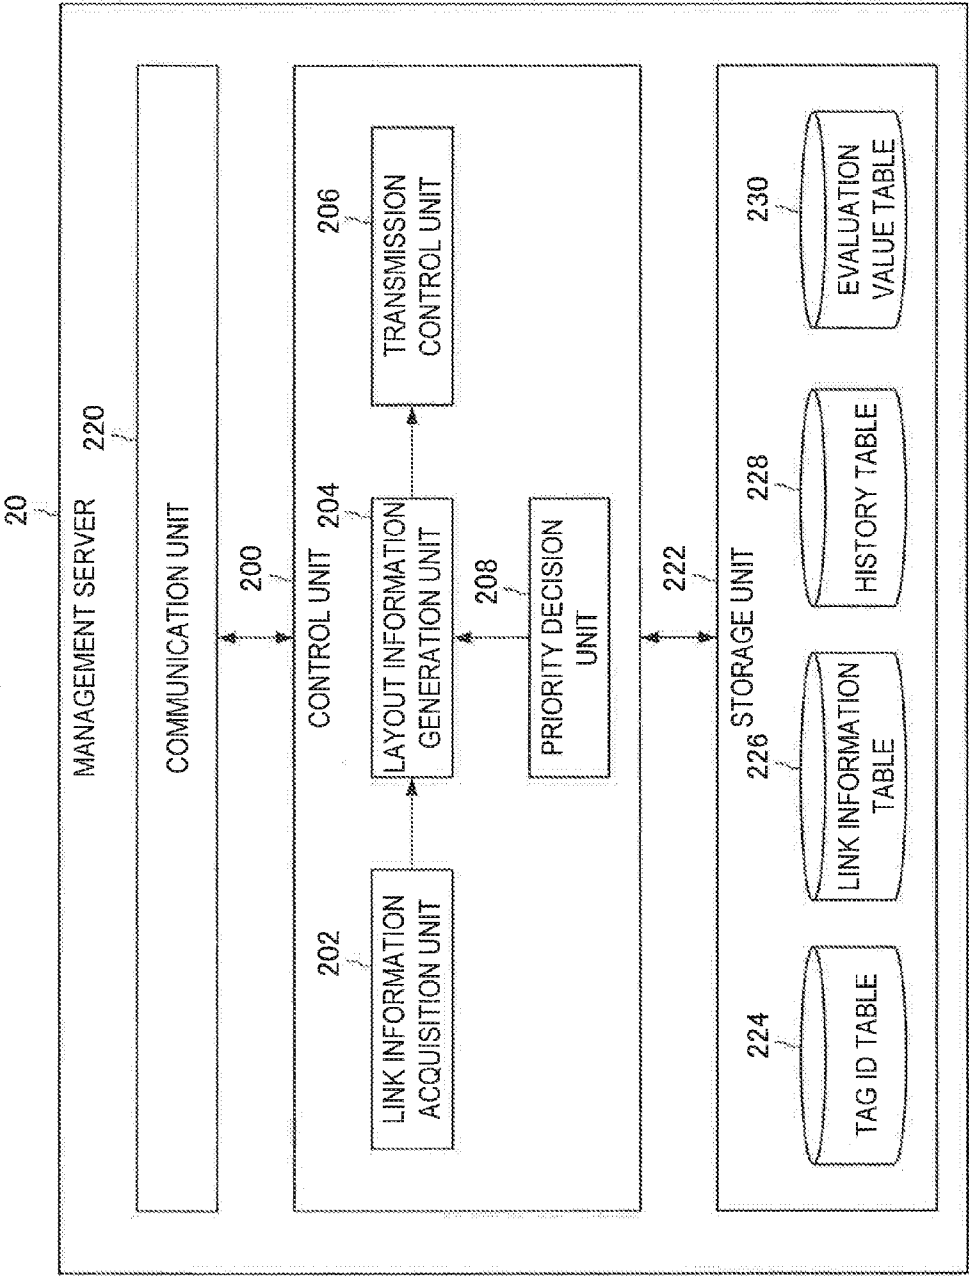 20
MANAGEMENT SERVER
220
COMMUNICATION UNIT
200
CONTROL UNIT
202
LINK INFORMATION
ACQUISITION UNIT
204
LAYOUT INFORMATION
GENERATION UNIT
206
TRANSMISSION
CONTROL UNIT
208
PRIORITY DECISION
UNIT
222
STORAGE UNIT
224
TAG ID TABLE
226
LINK INFORMATION
TABLE
228
HISTORY TABLE
230
EVALUATION
VALUE TABLE